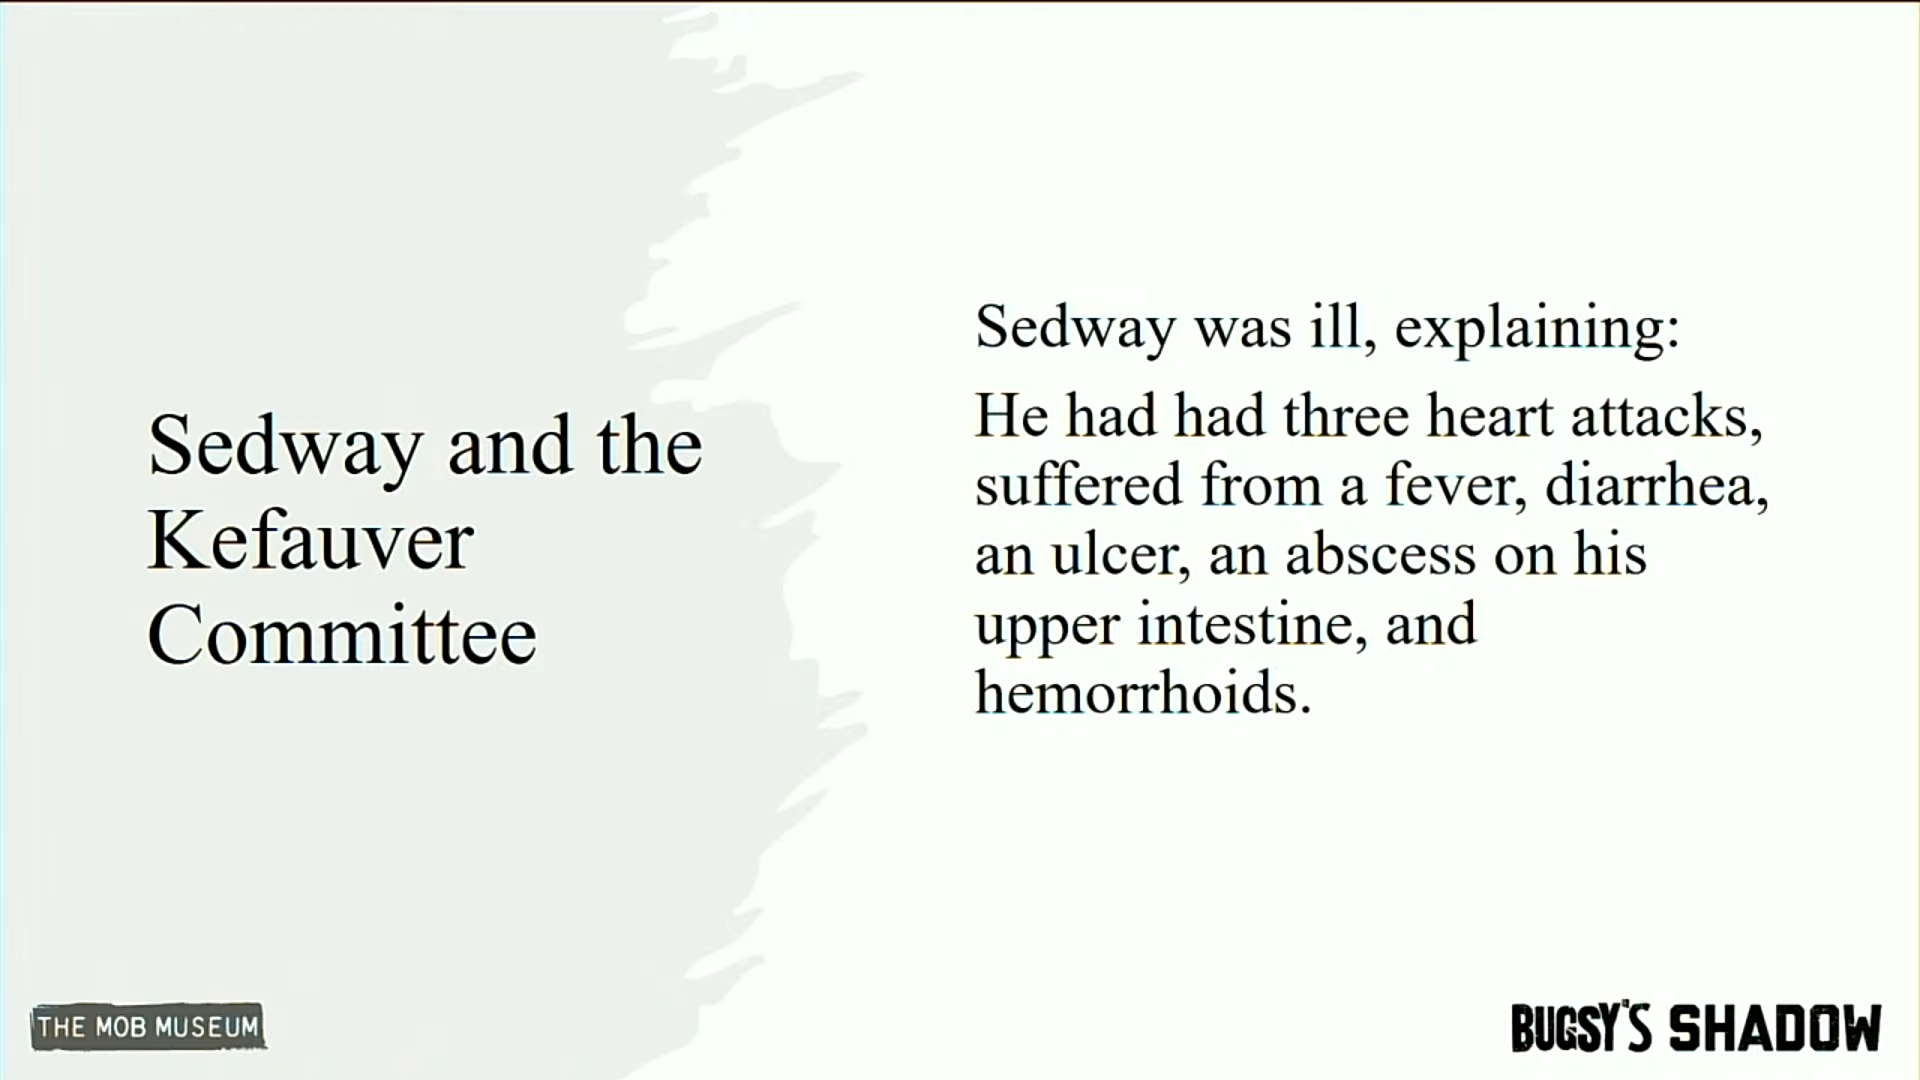 Sedway and the
Kefauver
Committee
Sedway was ill, explaining:
He had had three heart attacks,
suffered from a fever, diarrhea,
an ulcer, an abscess on his
upper intestine, and
hemorrhoids.
THE MOB MUSEUM
BUGSY'S SHADOW